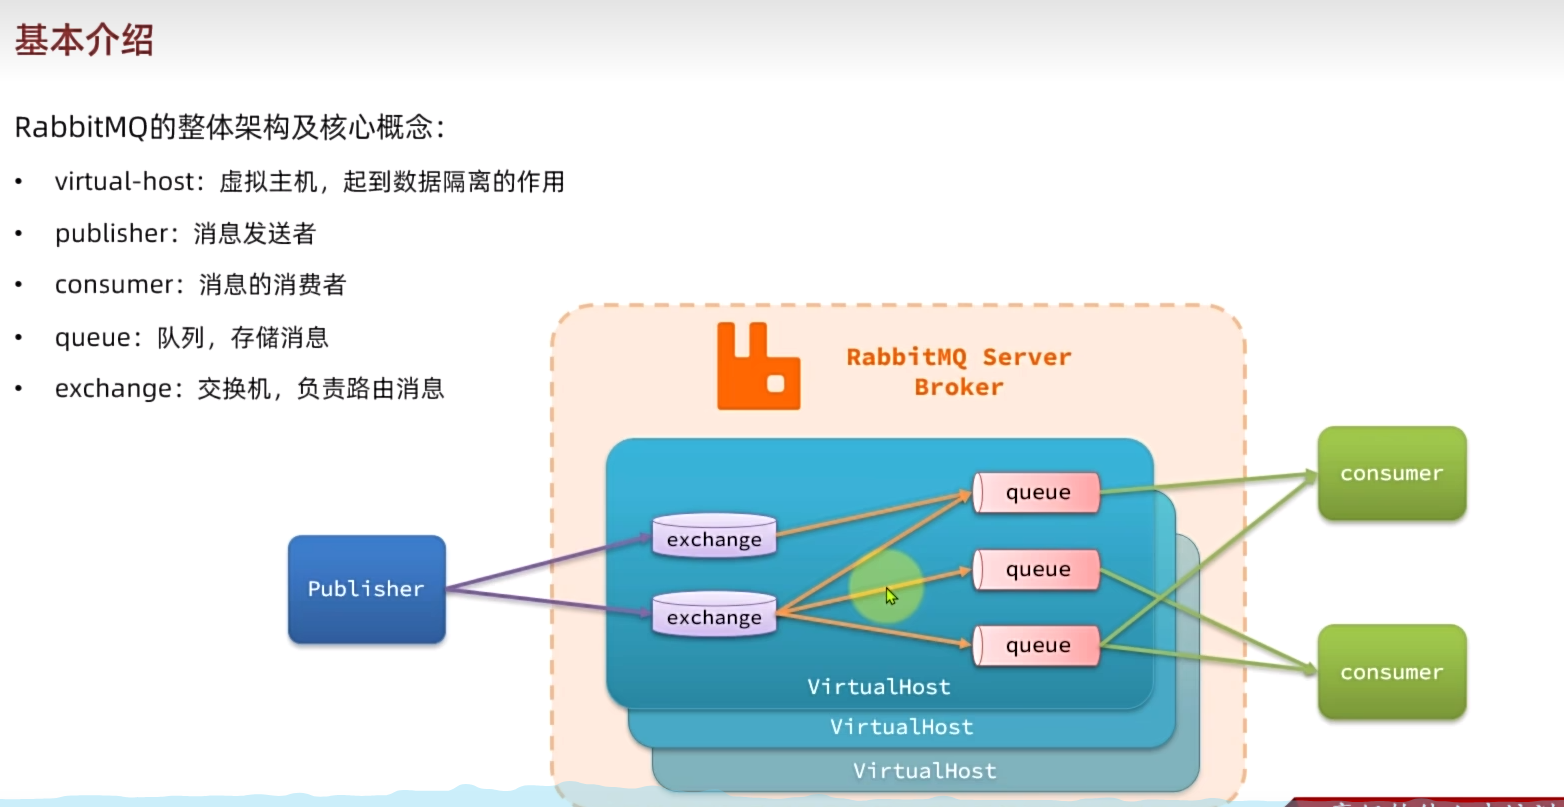 基本介绍
RabbitMQ的整体架构及核心概念：
• virtual-host：虚拟主机，起到数据隔离的作用
• publisher：消息发送者
• consumer：消息的消费者
• queue：队列，存储消息
• exchange：交换机，负责路由消息
RabbitMQ Server
Broker
Publisher
exchange
exchange
queue
queue
queue
VirtualHost
VirtualHost
VirtualHost
consumer
consumer